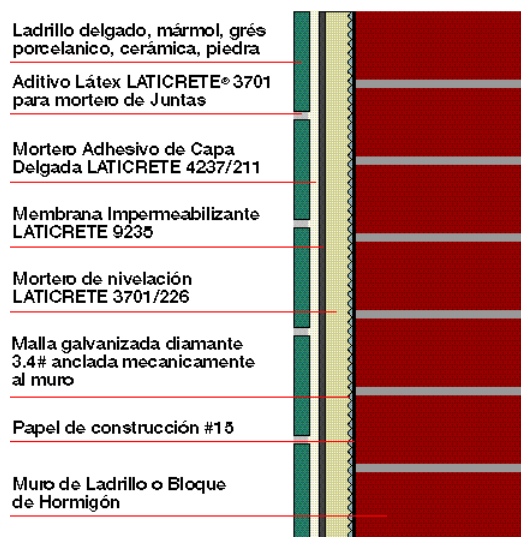 Ladrillo delgado, mármol, grés
porcelanico, cerámica, piedra
Aditivo Látex LATICRETE® 3701
para mortero de Juntas
Mortero Adhesivo de Capa
Delgada LATICRETE 4237/211
Membrana Impermeabilizante
LATICRETE 9235
Mortero de nivelación
LATICRETE 3701/226
Malla galvanizada diamante
3.4# anclada mecanicamente
al muro
Papel de construcción #15
Muro de Ladrillo o Bloque
de Hormigón